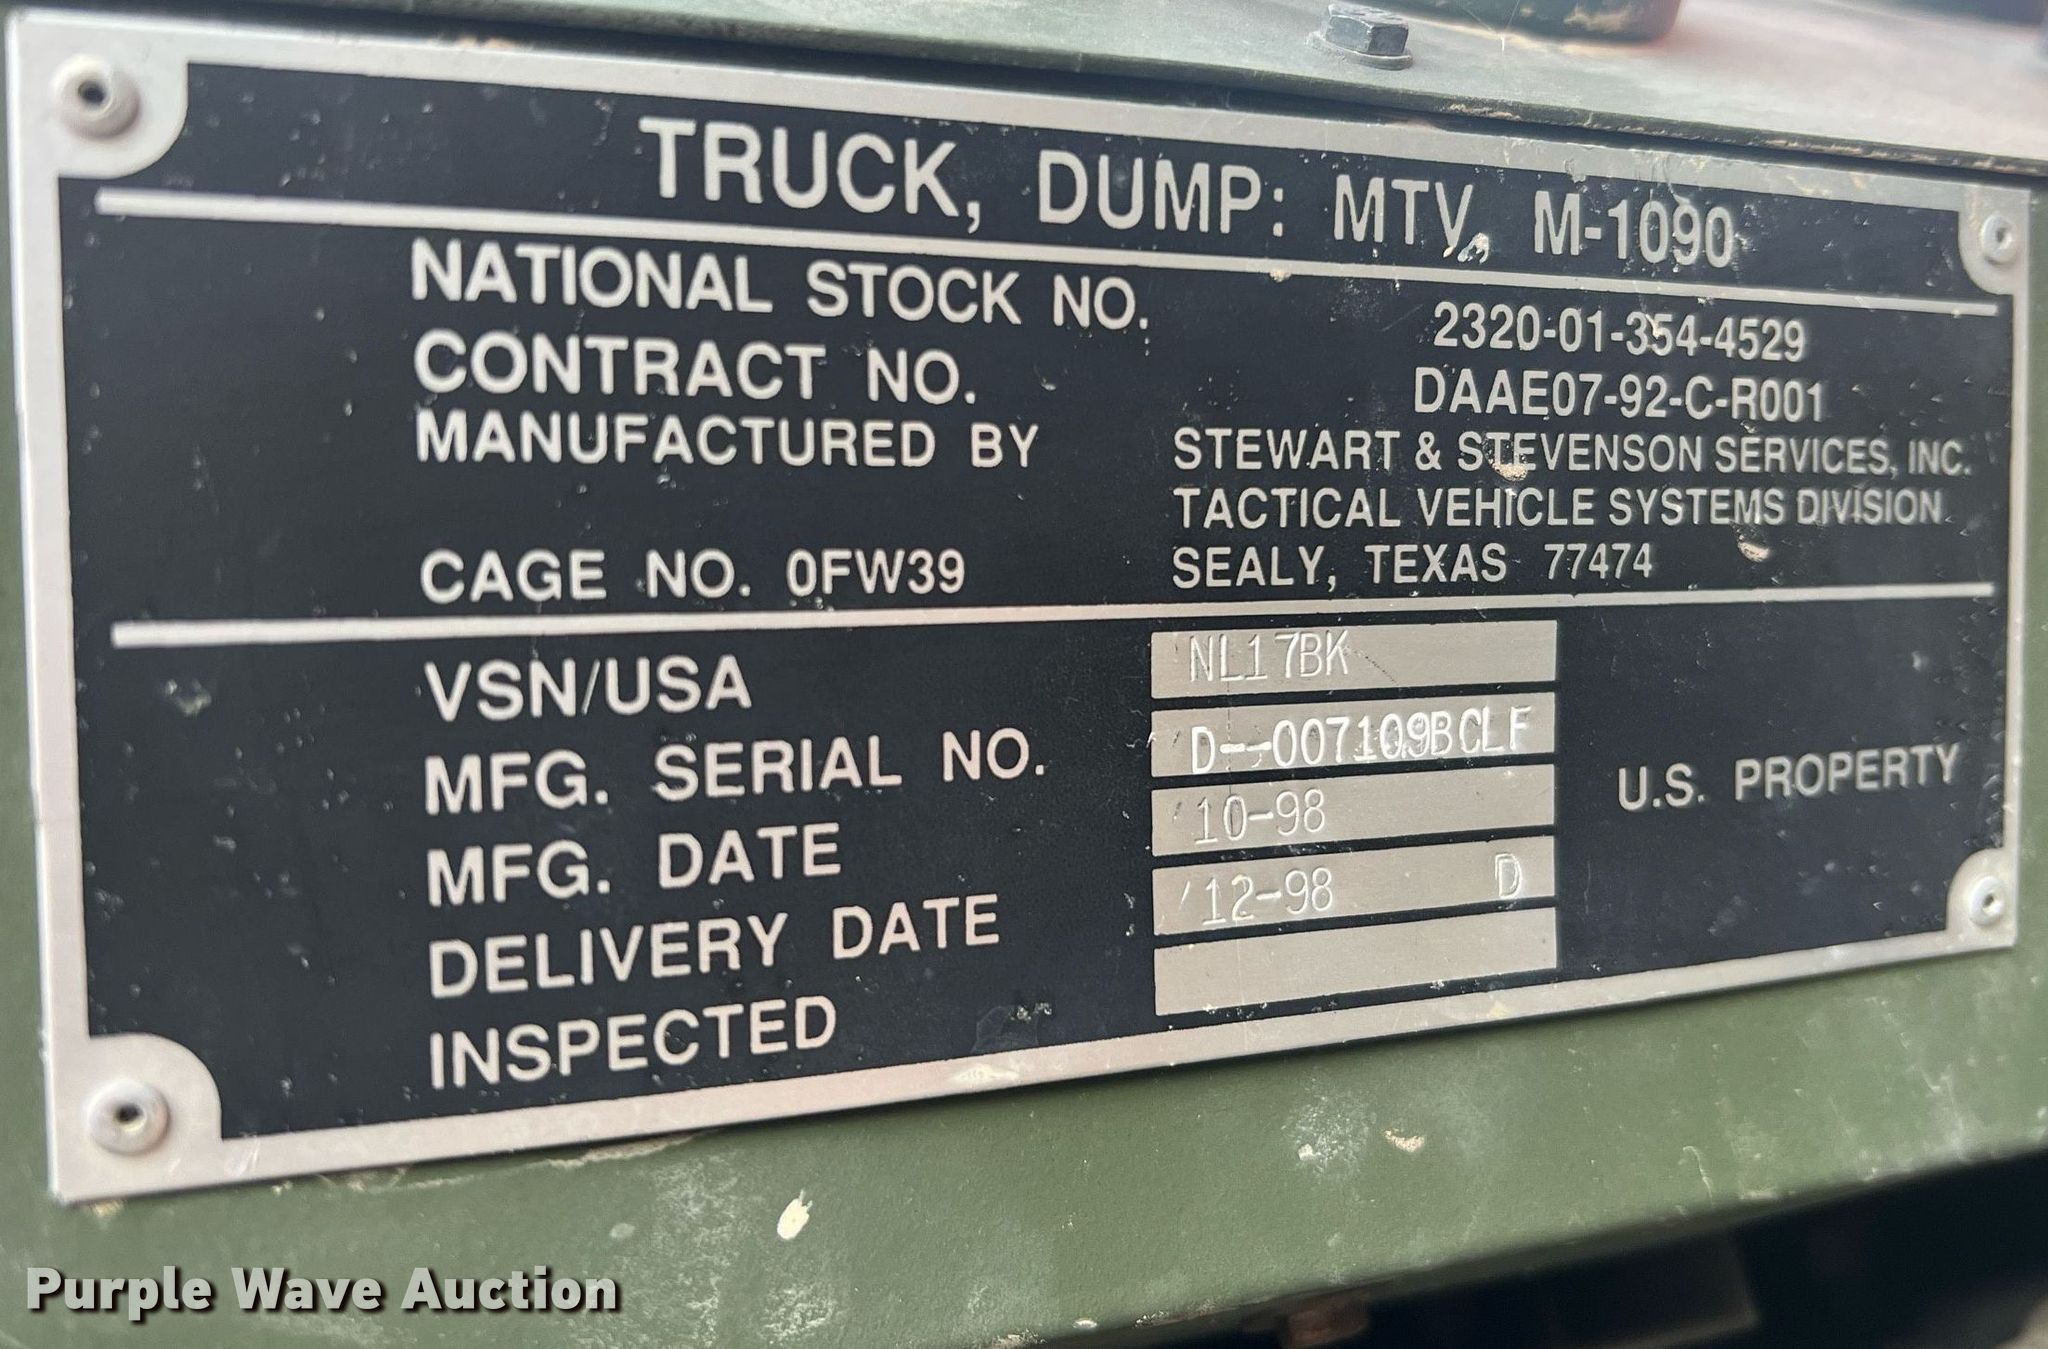 TRUCK, DUMP: MTV, M-1090
NATIONAL STOCK NO. 2320-01-354-4529
CONTRACT NO. DAAE07-92-C-R001
MANUFACTURED BY STEWART & STEVENSON SERVICES, INC.
TACTICAL VEHICLE SYSTEMS DIVISION
CAGE NO. 0FW39 SEALY, TEXAS 77474
VSN/USA NL17BK
MFG. SERIAL NO. D--007109BCLF
MFG. DATE 10-98
DELIVERY DATE 12-98 D
INSPECTED
U.S. PROPERTY
Purple Wave Auction